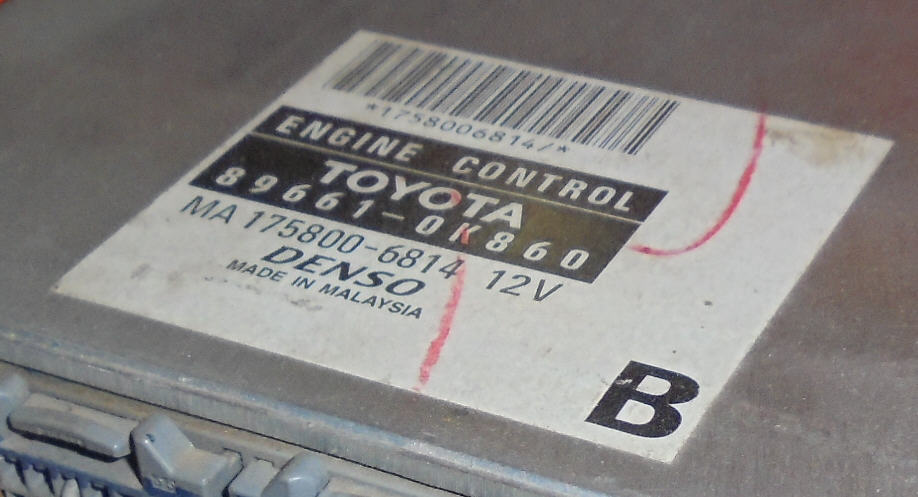 *1758006814/*
ENGINE CONTROL
TOYOTA
89661-0K860
MA 175800-6814 12V
DENSO
MADE IN MALAYSIA
B